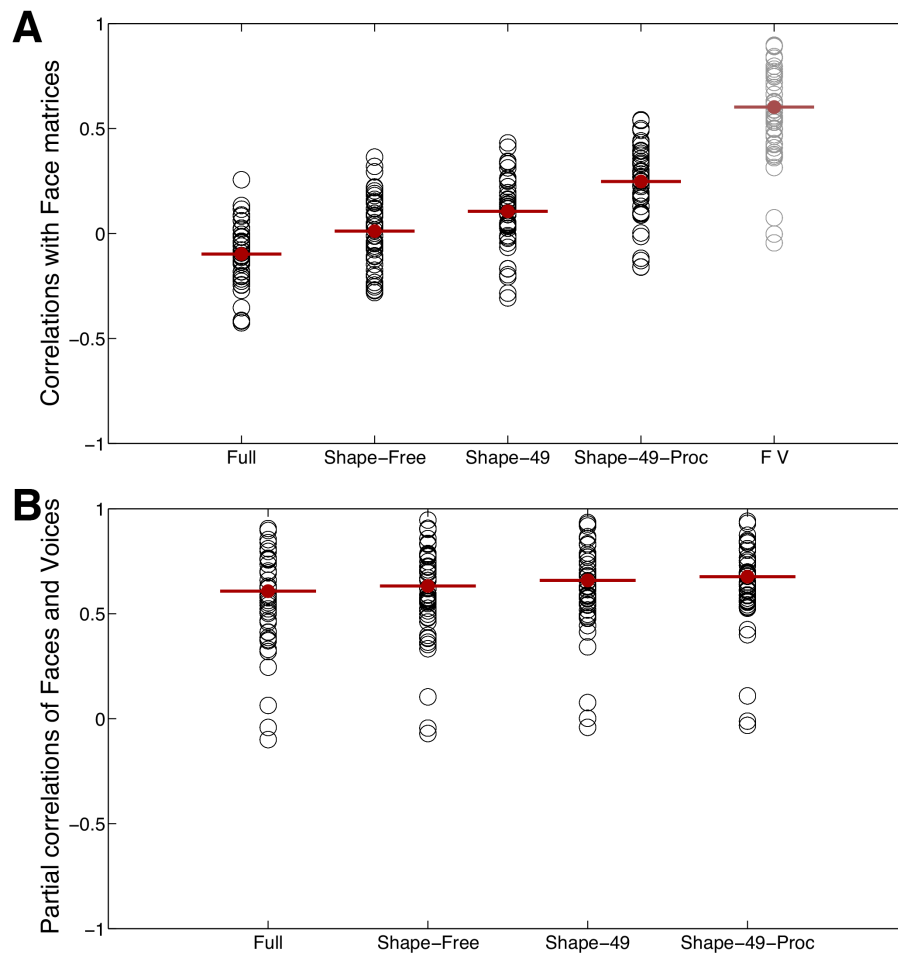 A
Correlations with Face matrices
1
0.5
0
−0.5
−1
Full Shape−Free Shape−49 Shape−49−Proc F V
B
Partial correlations of Faces and Voices
1
0.5
0
−0.5
−1
Full Shape−Free Shape−49 Shape−49−Proc